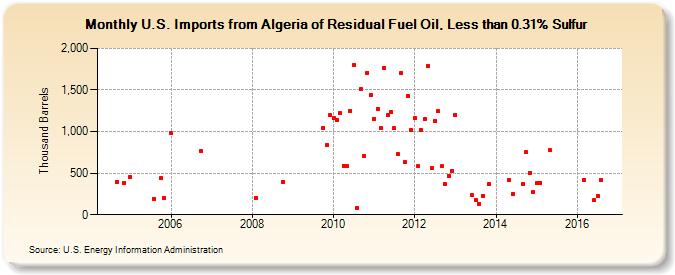 Monthly U.S. Imports from Algeria of Residual Fuel Oil, Less than 0.31% Sulfur
Thousand Barrels
2,000
1,500
1,000
500
0
2006 2008 2010 2012 2014 2016
Source: U.S. Energy Information Administration